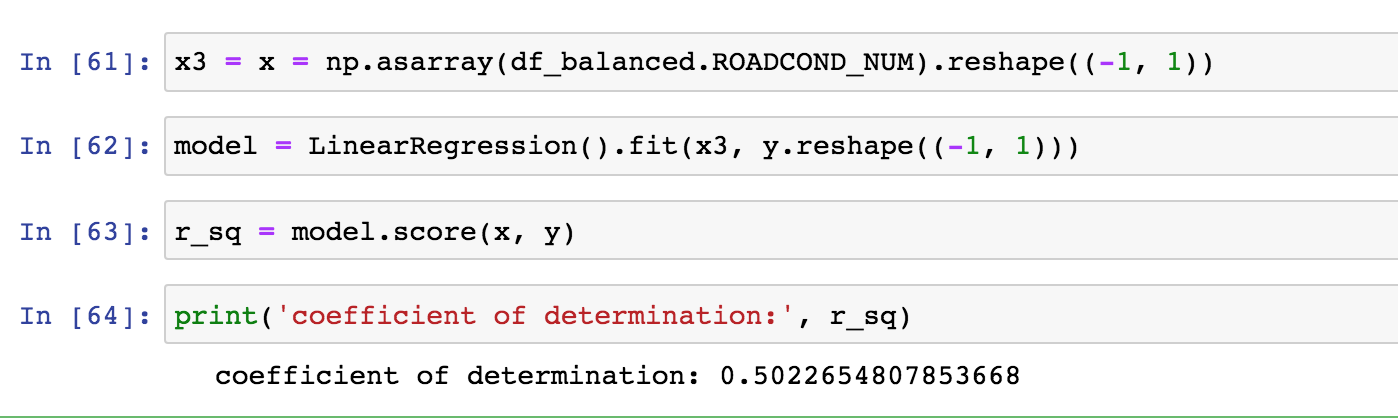 In [61]: x3 = x = np.asarray(df_balanced.ROADCOND_NUM).reshape((-1, 1))
In [62]: model = LinearRegression().fit(x3, y.reshape((-1, 1)))
In [63]: r_sq = model.score(x, y)
In [64]: print('coefficient of determination:', r_sq)
coefficient of determination: 0.5022654807853668